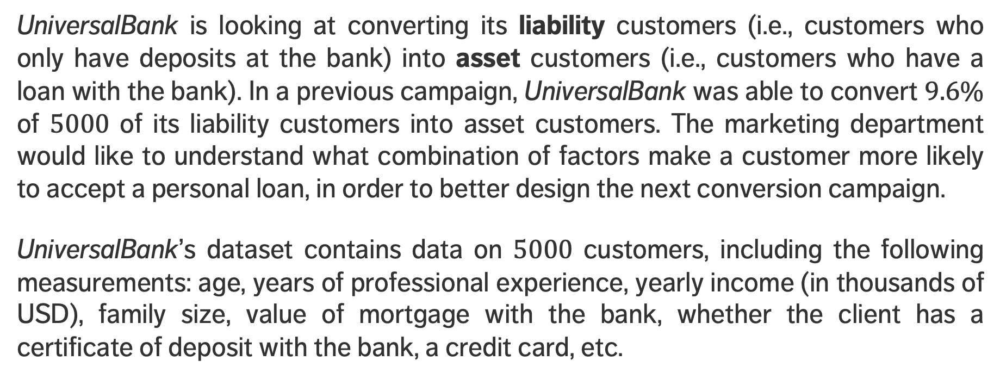 UniversalBank is looking at converting its liability customers (i.e., customers who
only have deposits at the bank) into asset customers (i.e., customers who have a
loan with the bank). In a previous campaign, UniversalBank was able to convert 9.6%
of 5000 of its liability customers into asset customers. The marketing department
would like to understand what combination of factors make a customer more likely
to accept a personal loan, in order to better design the next conversion campaign.
UniversalBank’s dataset contains data on 5000 customers, including the following
measurements: age, years of professional experience, yearly income (in thousands of
USD), family size, value of mortgage with the bank, whether the client has a
certificate of deposit with the bank, a credit card, etc.